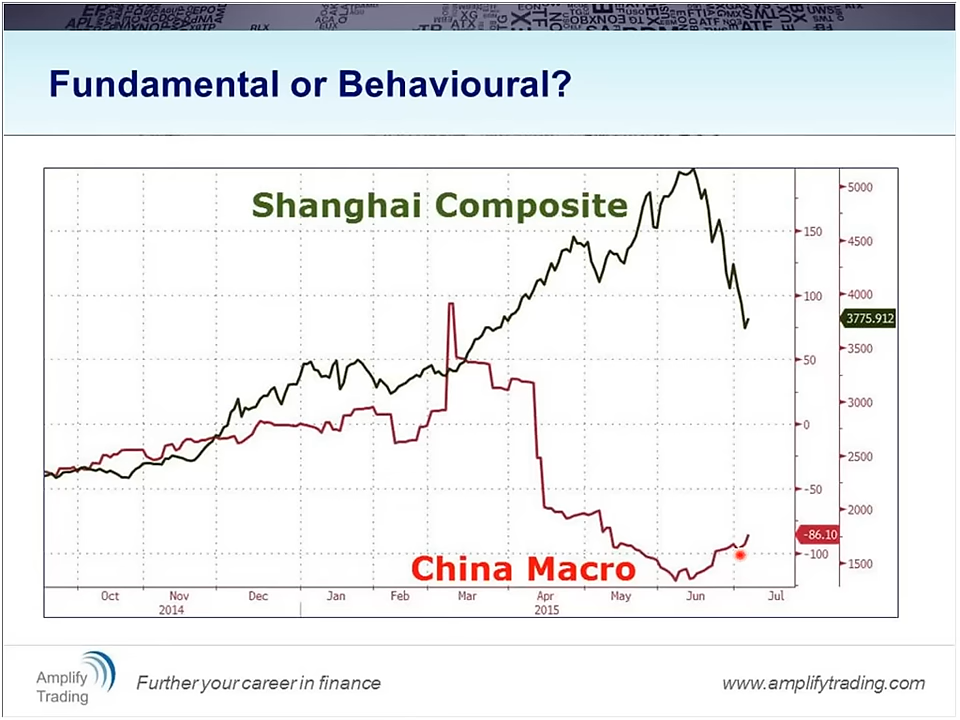 Fundamental or Behavioural?
Shanghai Composite
China Macro
150
100
50
0
-50
-86.10
-100
5000
4500
4000
3775.912
3500
3000
2500
2000
1500
Oct Nov Dec Jan Feb Mar Apr May Jun Jul
2014 2015
Amplify
Trading
Further your career in finance
www.amplifytrading.com